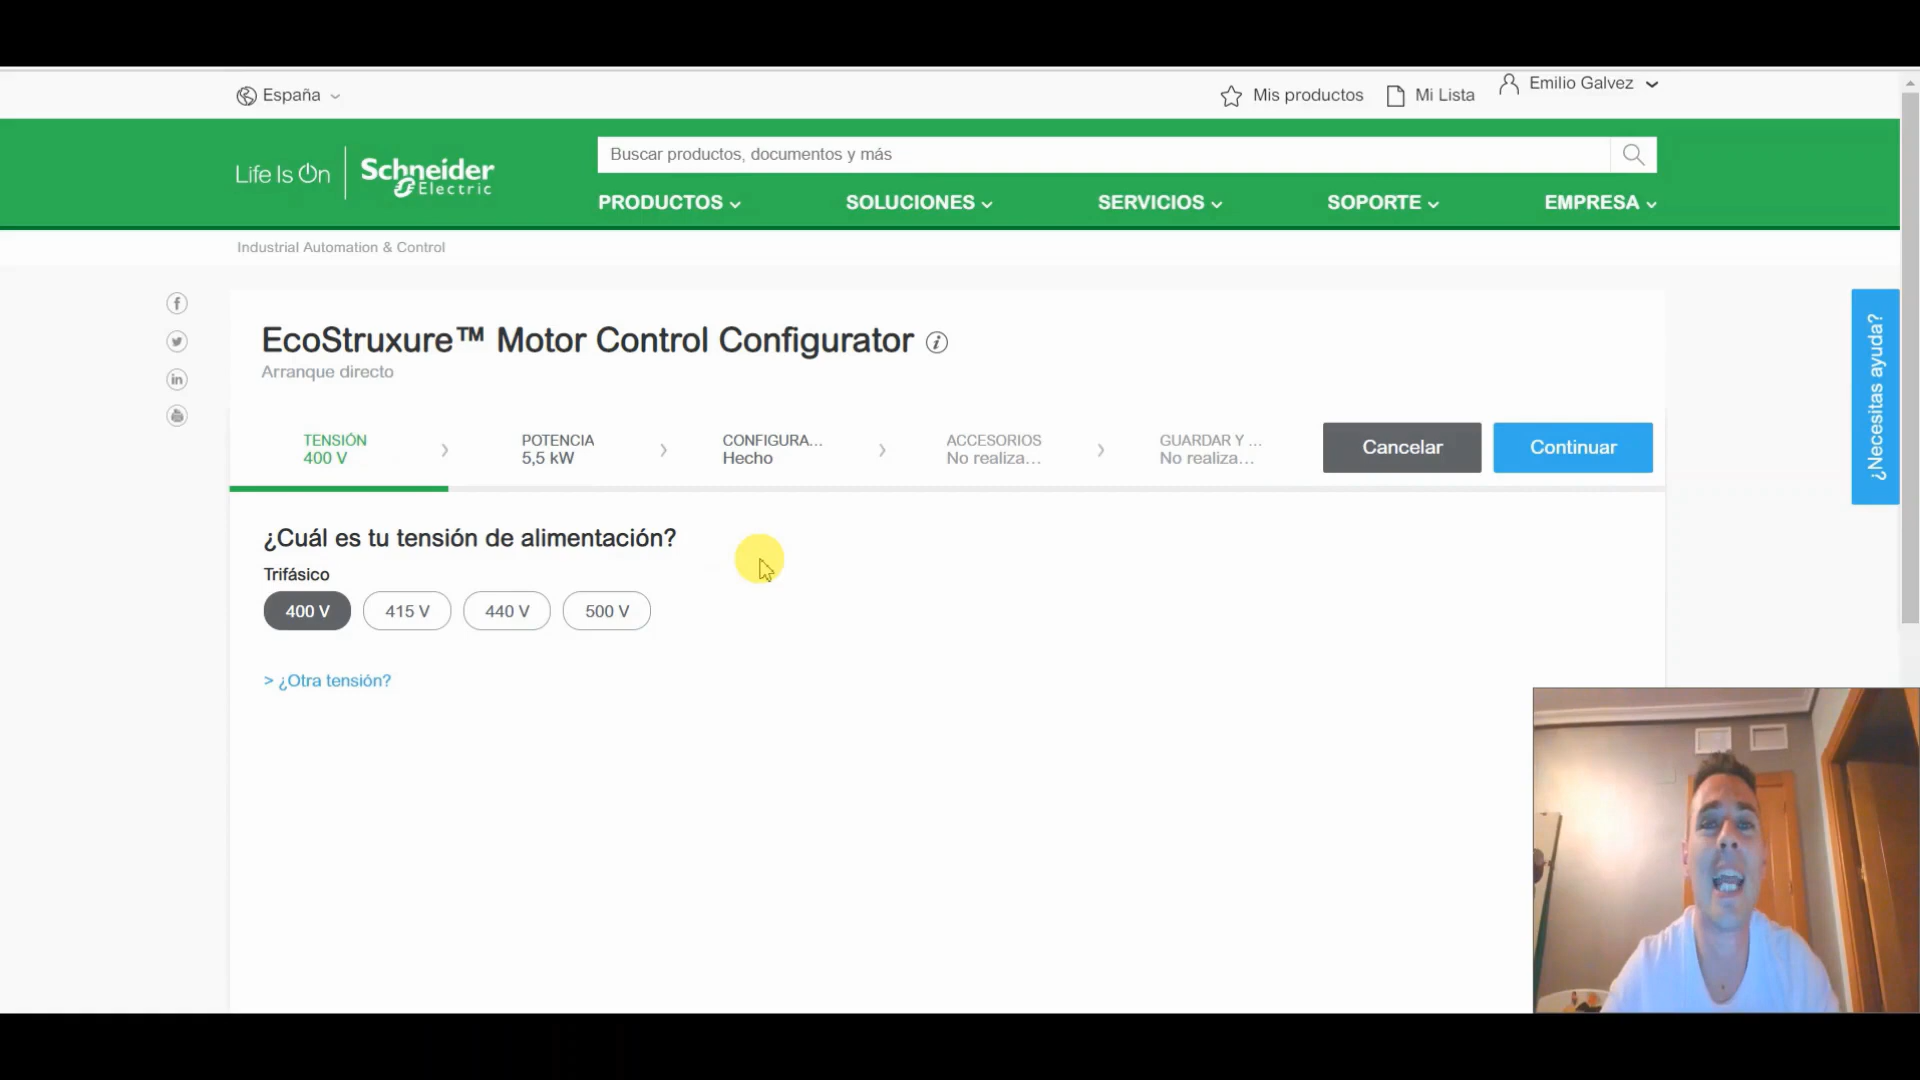 España
Mis productos
Mi Lista
Emilio Galvez
Life Is On
Schneider
Electric
Buscar productos, documentos y más
PRODUCTOS
SOLUCIONES
SERVICIOS
SOPORTE
EMPRESA
Industrial Automation & Control
EcoStruxure™ Motor Control Configurator
Arranque directo
TENSIÓN
400 V
POTENCIA
5,5 kW
CONFIGURA...
Hecho
ACCESORIOS
No realiza...
GUARDAR Y ...
No realiza...
Cancelar
Continuar
¿Necesitas ayuda?
¿Cuál es tu tensión de alimentación?
Trifásico
400 V
415 V
440 V
500 V
> ¿Otra tensión?